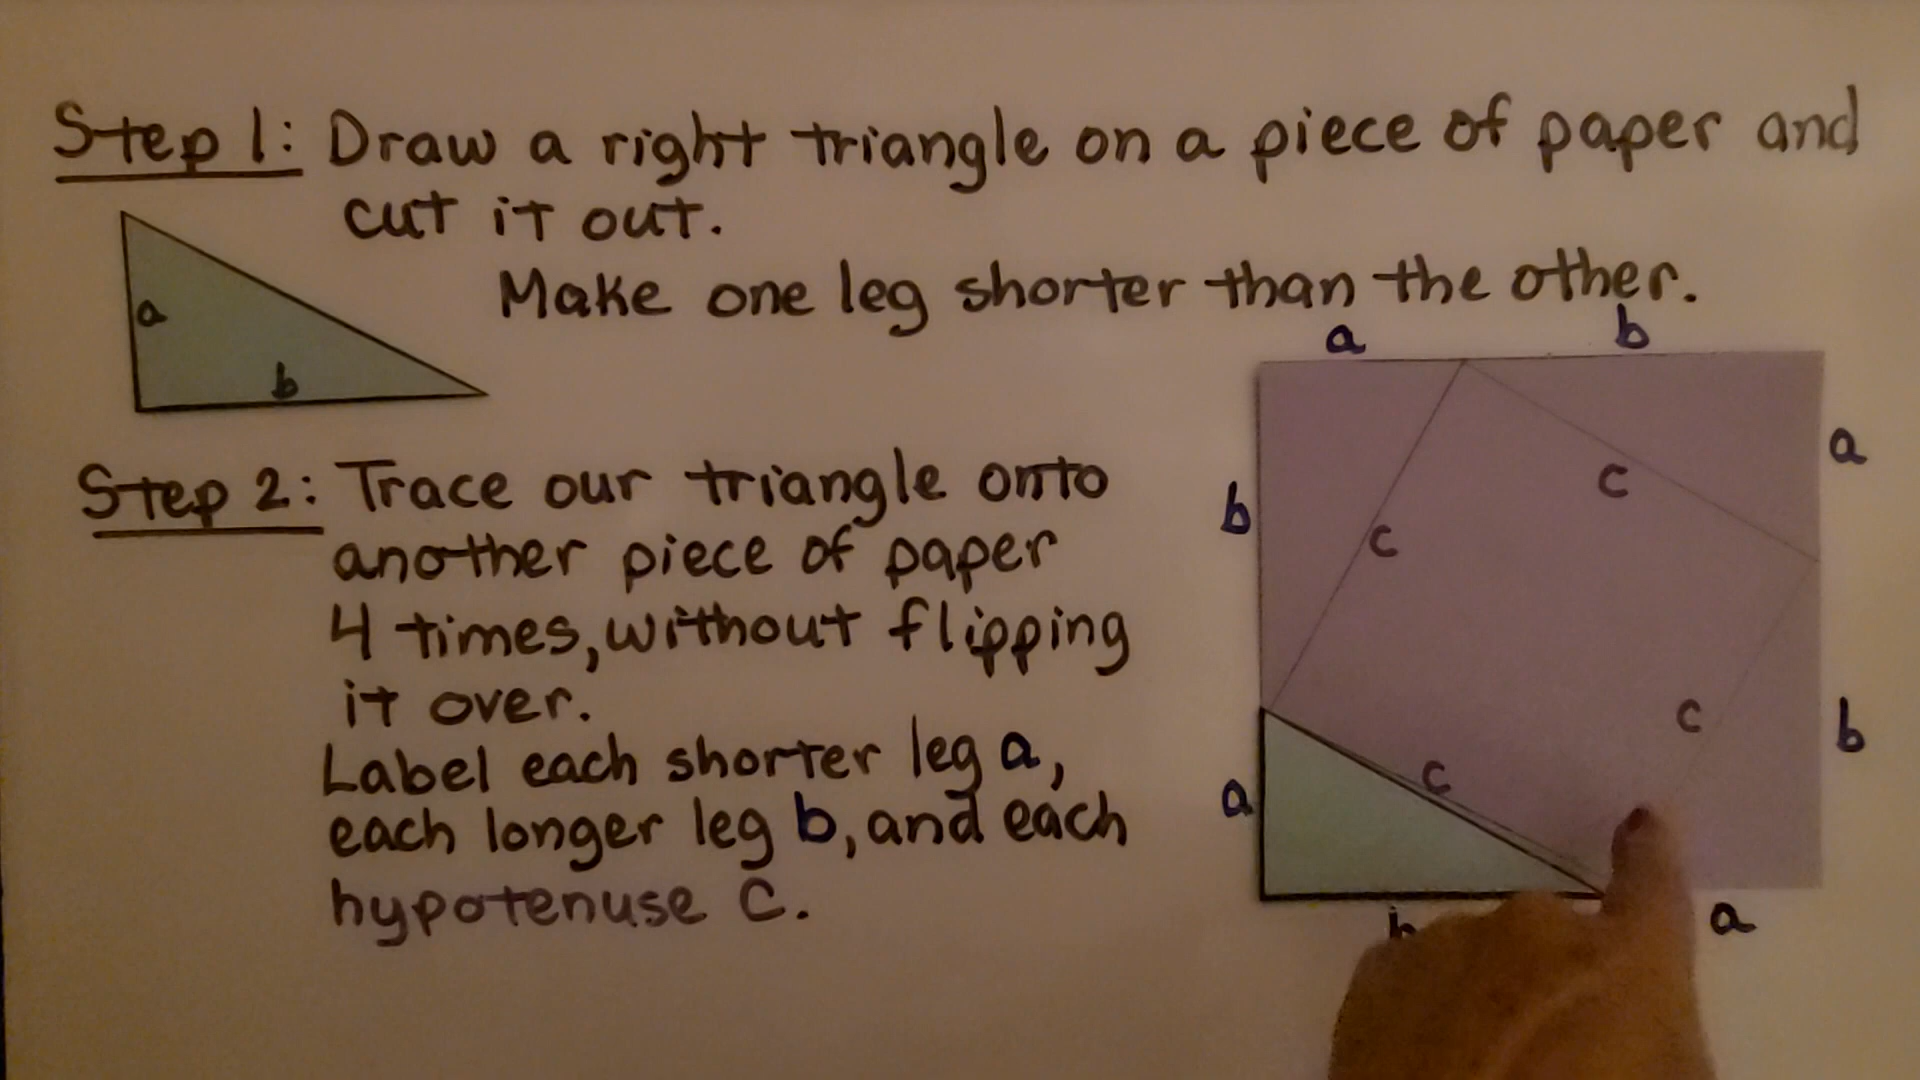 Step 1: Draw a right triangle on a piece of paper and
cut it out.
Make one leg shorter than the other.
a
b
Step 2: Trace our triangle onto
another piece of paper
4 times, without flipping
it over.
Label each shorter leg a,
each longer leg b, and each
hypotenuse c.
a
b
a
c
b
c
c
b
c
a
a